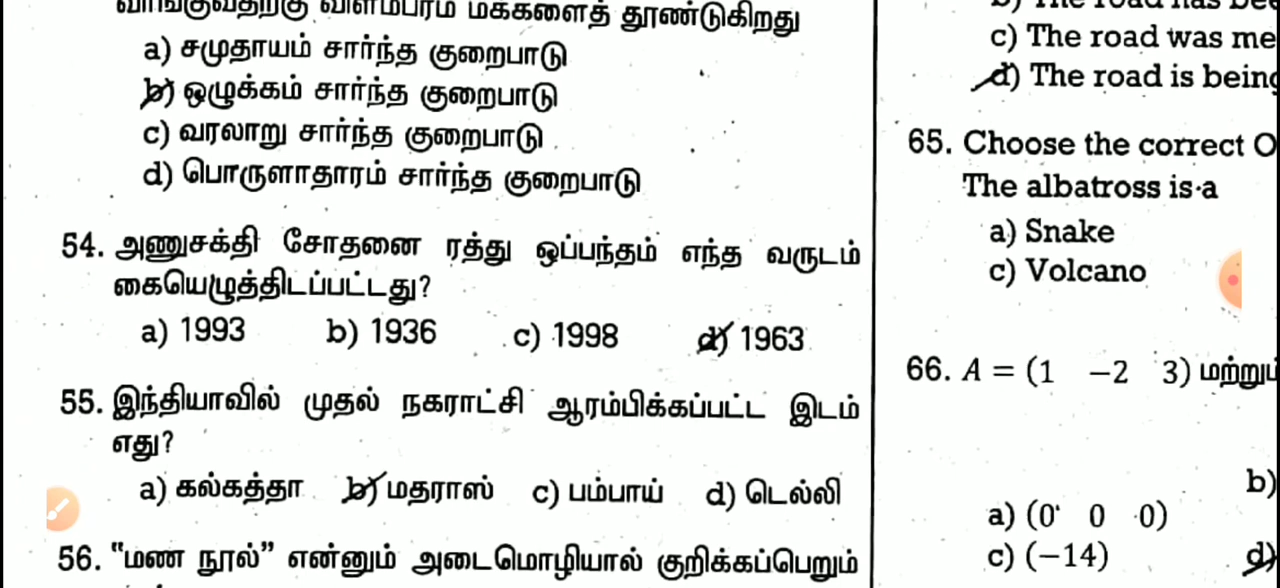 வாங்குவதற்கு விளம்பரம் மக்களைத் தூண்டுகிறது
a) சமுதாயம் சார்ந்த குறைபாடு
b) ஒழுக்கம் சார்ந்த குறைபாடு
c) வரலாறு சார்ந்த குறைபாடு
d) பொருளாதாரம் சார்ந்த குறைபாடு
54. அணுசக்தி சோதனை ரத்து ஒப்பந்தம் எந்த வருடம்
கையெழுத்திடப்பட்டது?
a) 1993 b) 1936 c) 1998 d) 1963
55. இந்தியாவில் முதல் நகராட்சி ஆரம்பிக்கப்பட்ட இடம்
எது?
a) கல்கத்தா b) மதராஸ் c) பம்பாய் d) டெல்லி
56. "மண நூல்" என்னும் அடைமொழியால் குறிக்கப்பெறும்
b) The road has
c) The road was me
d) The road is being
65. Choose the correct O
The albatross is a
a) Snake
c) Volcano
66. A = (1 −2 3) மற்றும்
b)
a) (0 0 0)
c) (−14)
d)